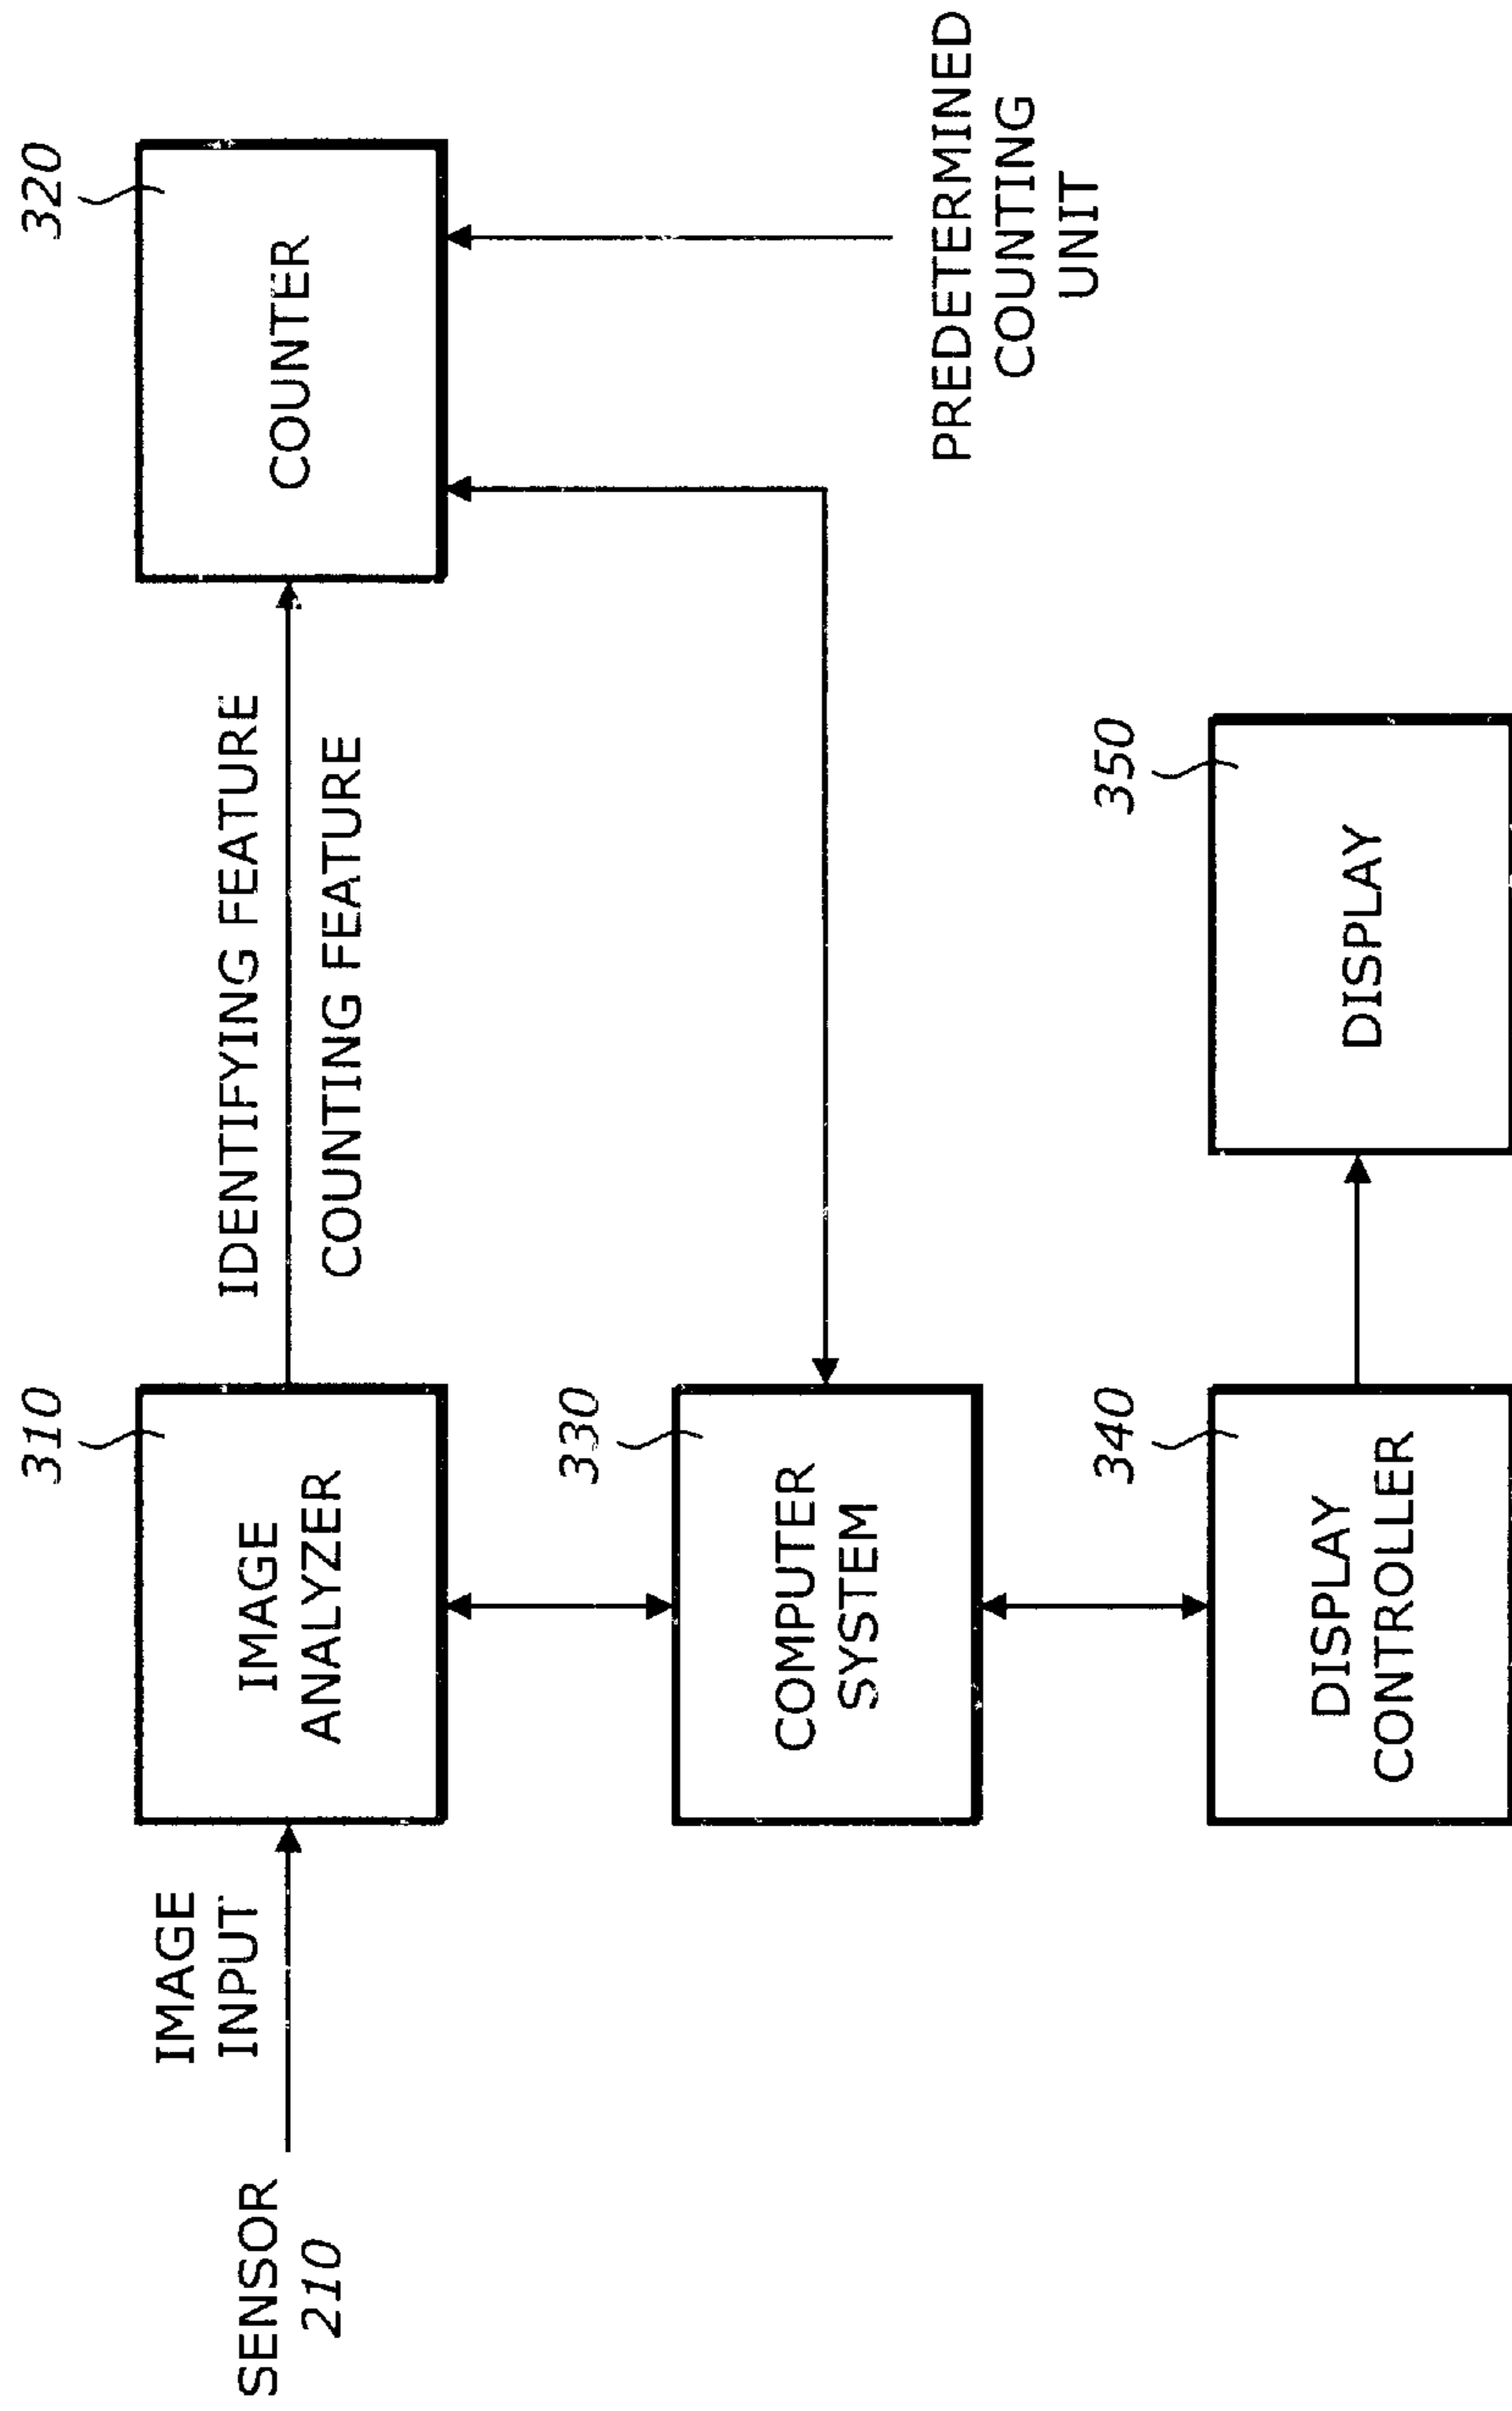 310
320
IMAGE
INPUT
IDENTIFYING FEATURE
SENSOR
210
IMAGE
ANALYZER
COUNTER
COUNTING FEATURE
330
COMPUTER
SYSTEM
PREDETERMINED
COUNTING
UNIT
340
350
DISPLAY
CONTROLLER
DISPLAY